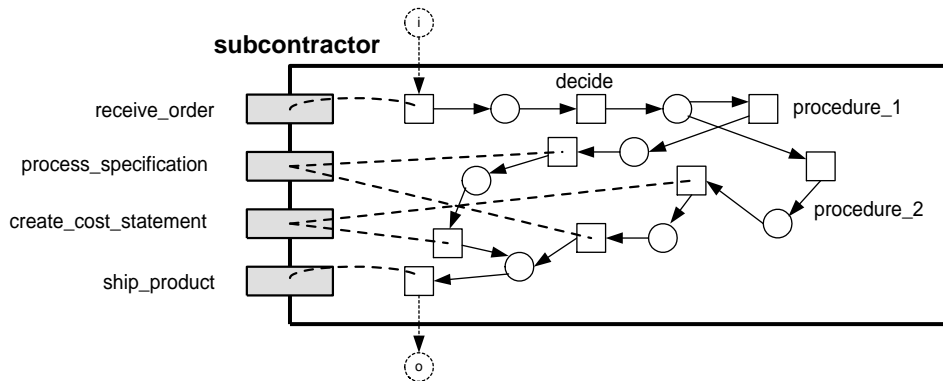 i
subcontractor
decide
receive_order
procedure_1
process_specification
procedure_2
create_cost_statement
ship_product
o